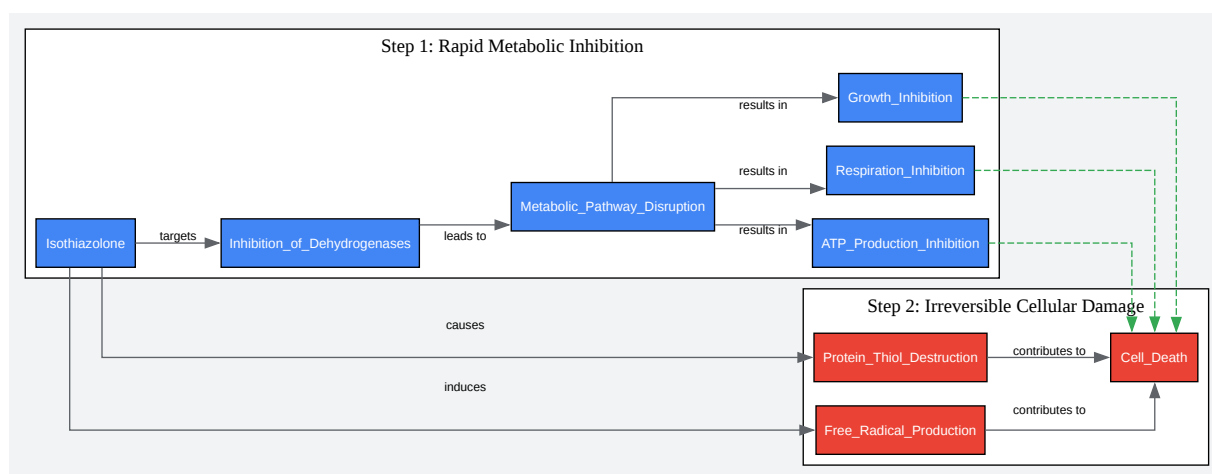 Step 1: Rapid Metabolic Inhibition
Growth_Inhibition
results in
Respiration_Inhibition
results in
Metabolic_Pathway_Disruption
results in
Isothiazolone
targets
Inhibition_of_Dehydrogenases
leads to
ATP_Production_Inhibition
Step 2: Irreversible Cellular Damage
causes
Protein_Thiol_Destruction
contributes to
Cell_Death
induces
Free_Radical_Production
contributes to